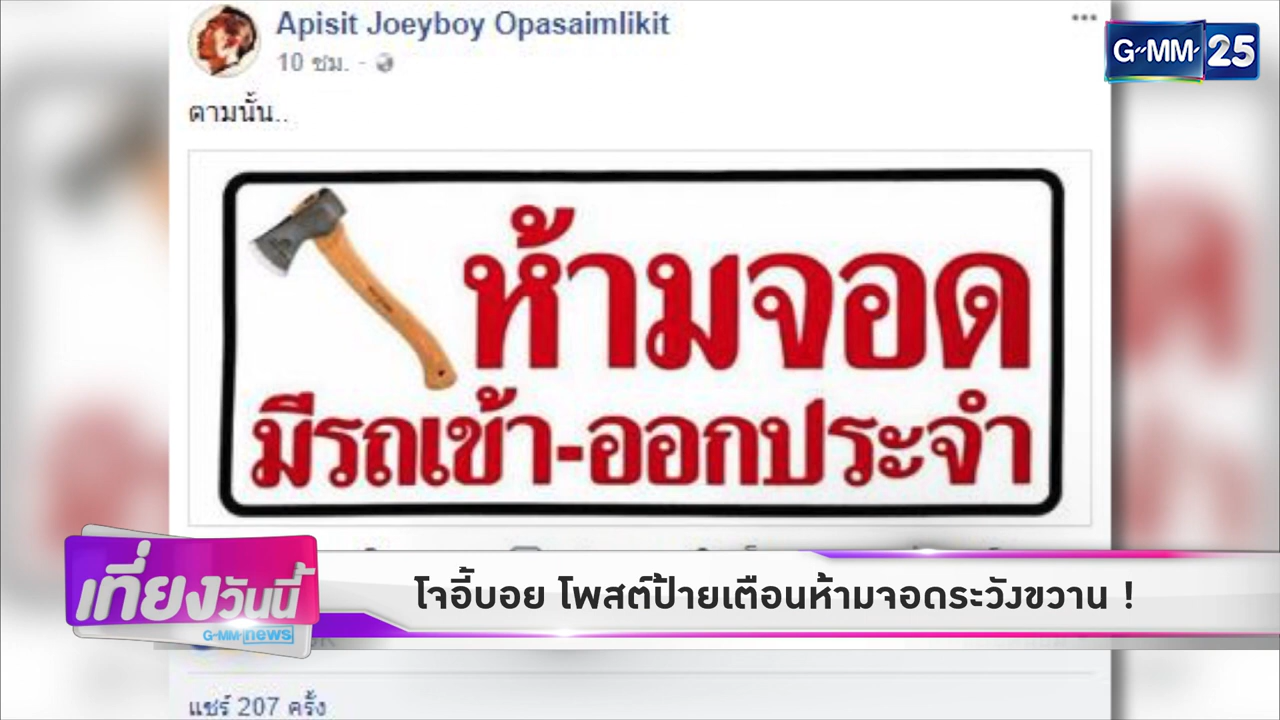 Apisit Joeyboy Opasaimlikit
10 ชม.
G-MM 25
ตามนั้น..
ห้ามจอด
มีรถเข้า-ออกประจำ
เที่ยงวันนี้
G-MM news
โจอี้บอย โพสต์ป้ายเตือนห้ามจอดระวังขวาน !
แชร์ 207 ครั้ง